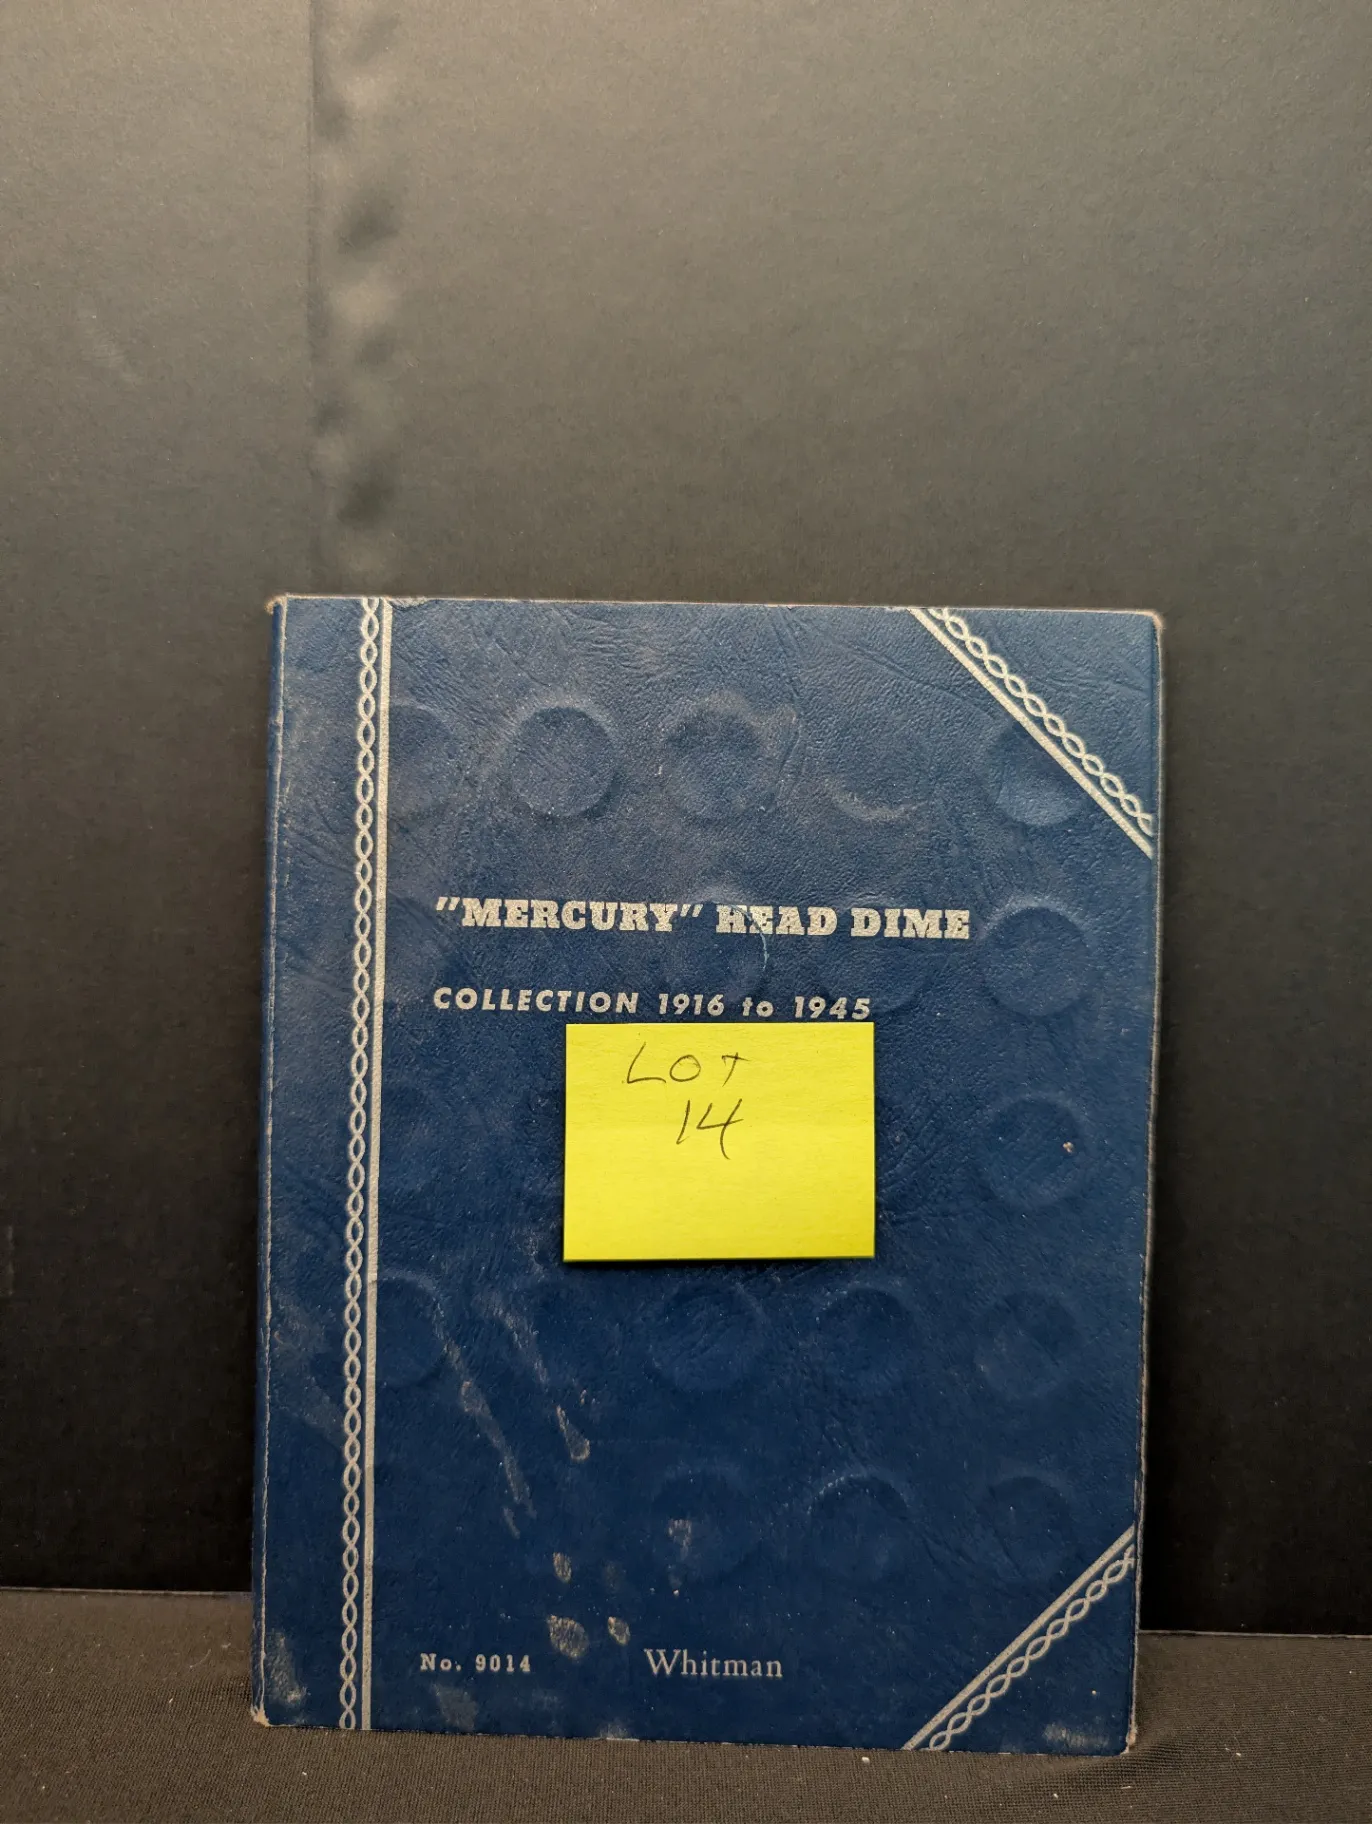 "MERCURY" HEAD DIME
COLLECTION 1916 to 1945
LOT
14
No. 9014 Whitman